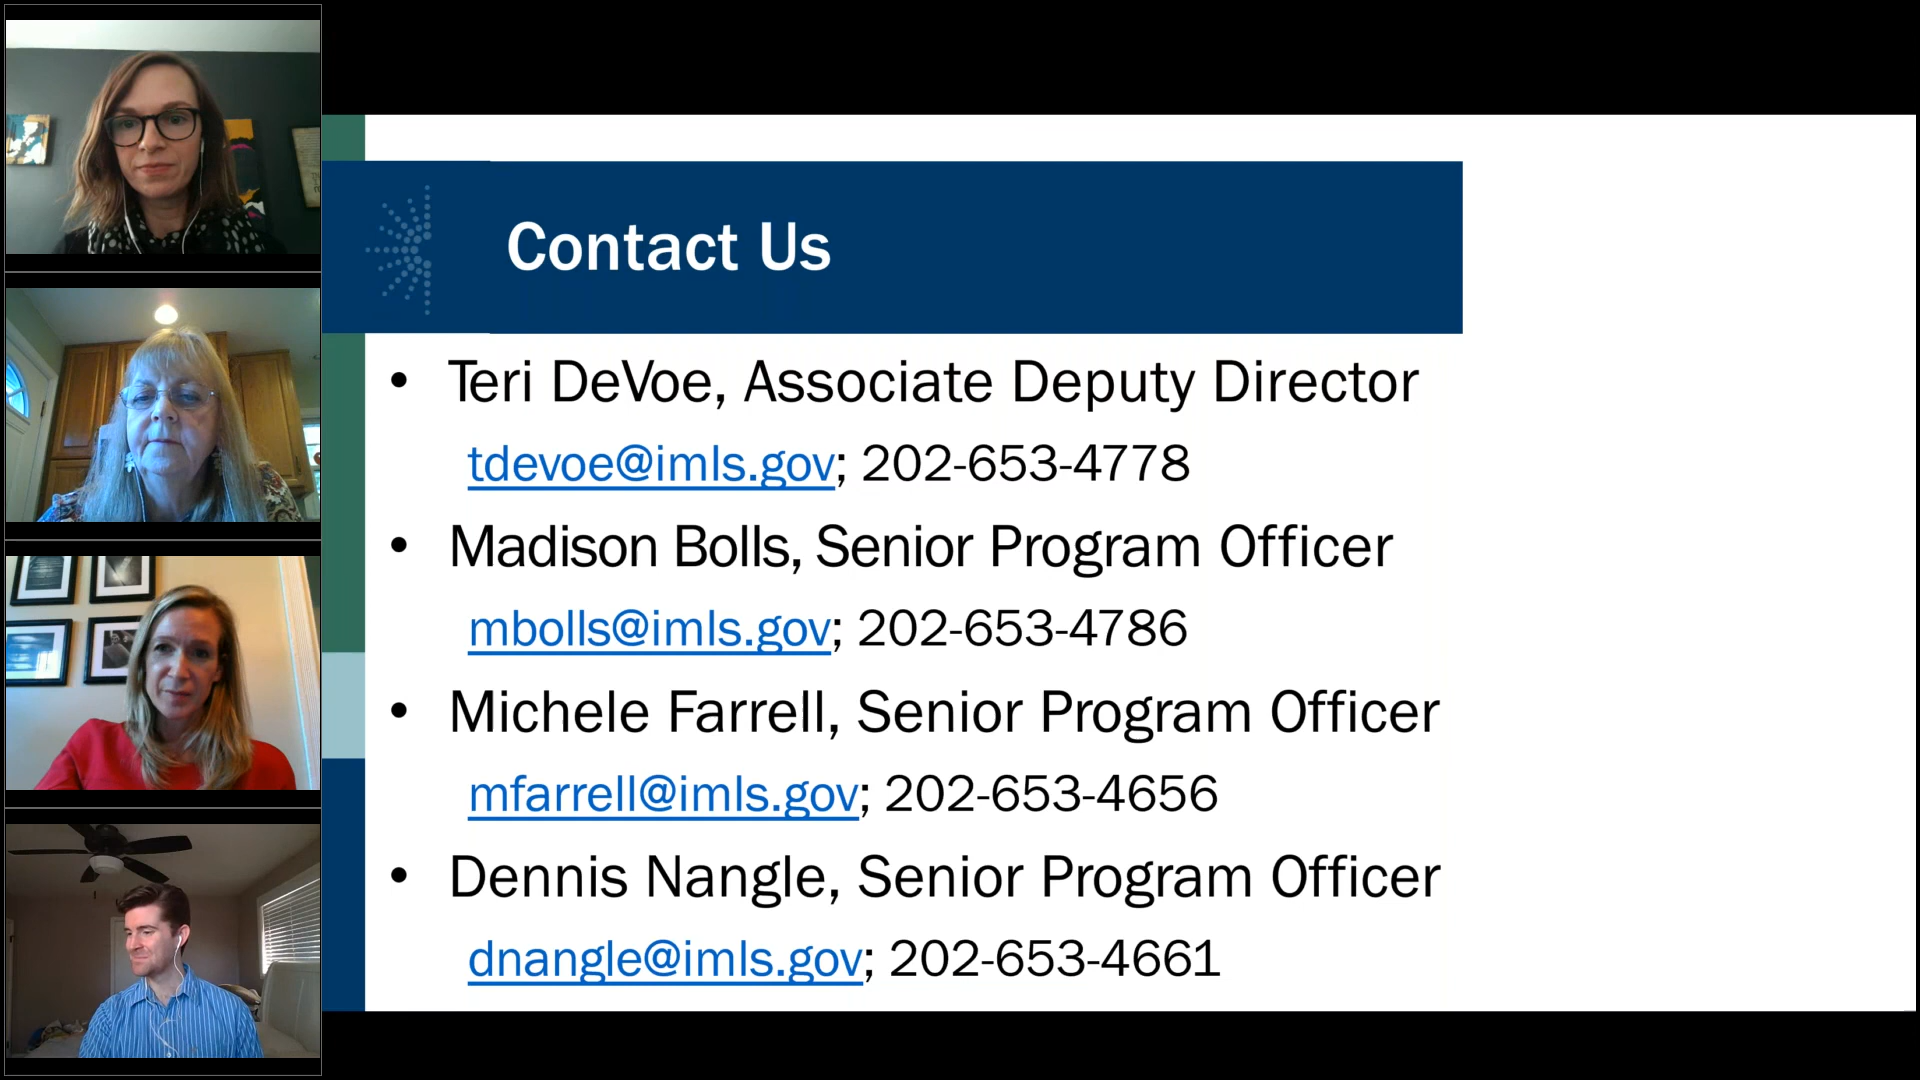 Contact Us
• Teri DeVoe, Associate Deputy Director
tdevoe@imls.gov; 202-653-4778
• Madison Bolls, Senior Program Officer
mbolls@imls.gov; 202-653-4786
• Michele Farrell, Senior Program Officer
mfarrell@imls.gov; 202-653-4656
• Dennis Nangle, Senior Program Officer
dnangle@imls.gov; 202-653-4661